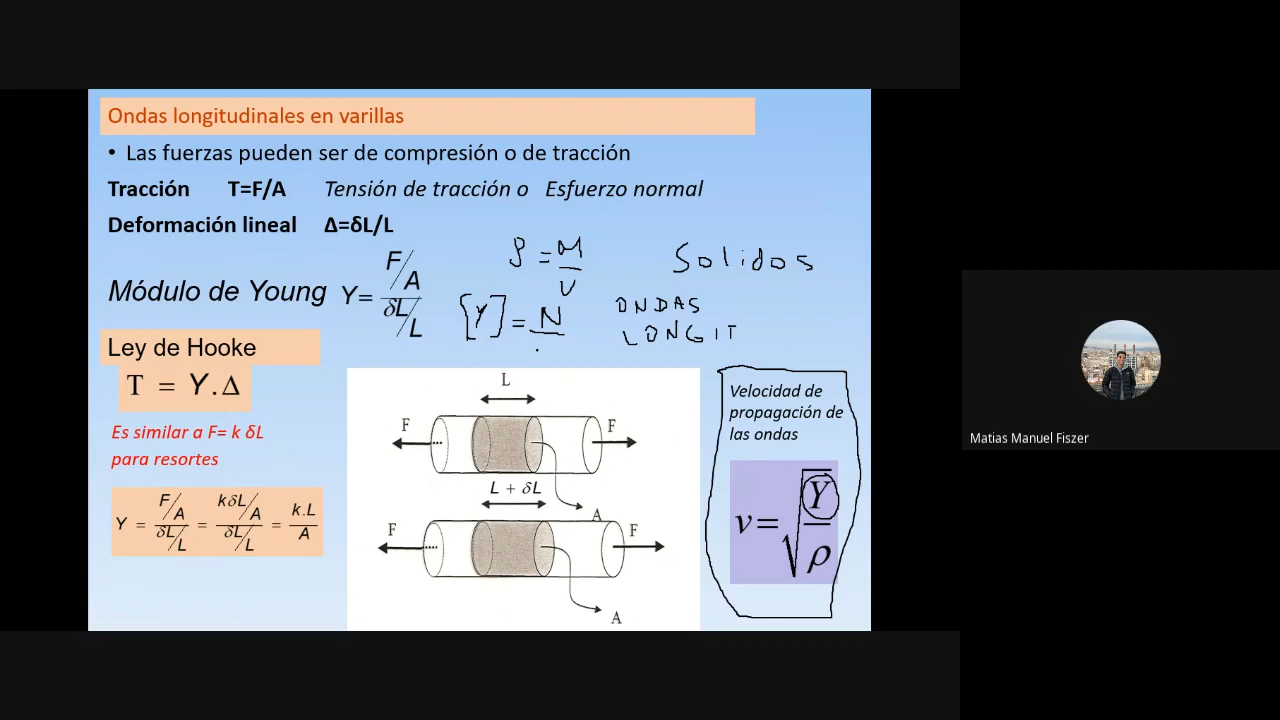 Ondas longitudinales en varillas
• Las fuerzas pueden ser de compresión o de tracción
Tracción T=F/A Tensión de tracción o Esfuerzo normal
Deformación lineal Δ=δL/L
Módulo de Young Y= F/A / δL/L
ρ = M / V
SOLIDOS
[Y] = N
ONDAS
LONGIT
Ley de Hooke
T = Y.Δ
Es similar a F= k δL
para resortes
Y = F/A / δL/L = kδL/A / δL/L = k.L / A
L
F F
A
L + δL
F F
A
Velocidad de
propagación de
las ondas
v = √ Y / ρ
Matias Manuel Fiszer